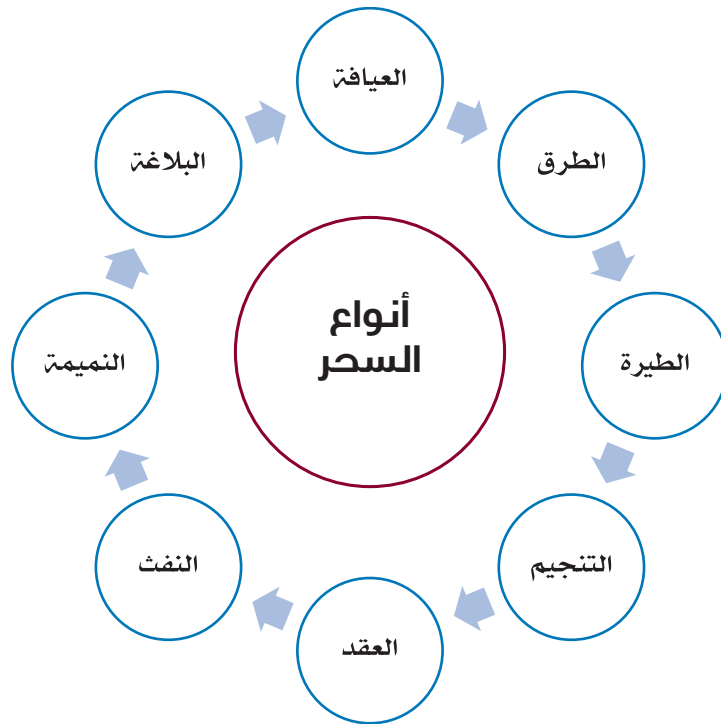 العيافة
الطرق
الطيرة
التنجيم
العقد
النفث
النميمة
البلاغة
أنواع
السحر